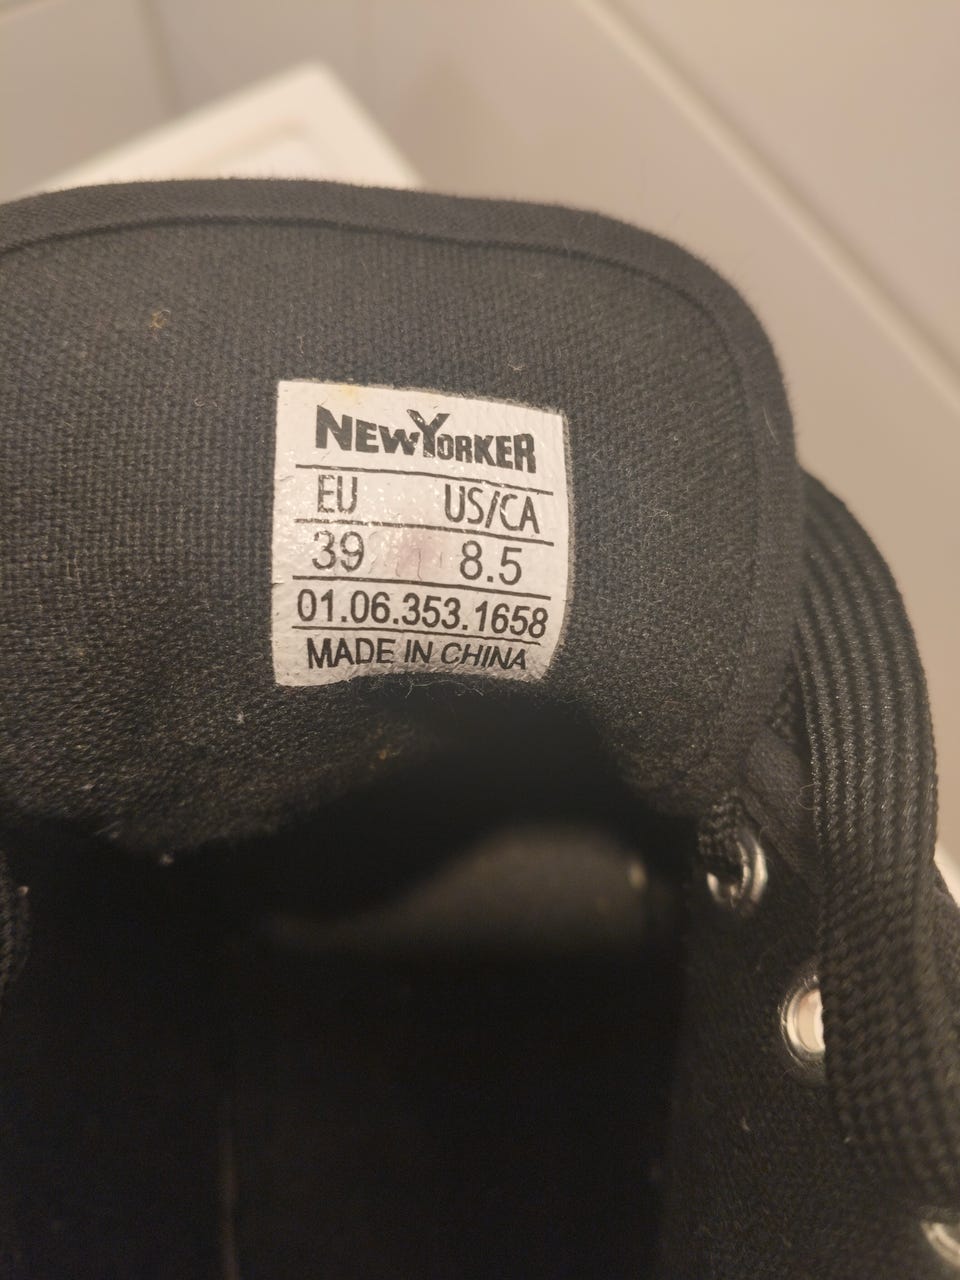 NEWYORKER
EU US/CA
39 8.5
01.06.353.1658
MADE IN CHINA